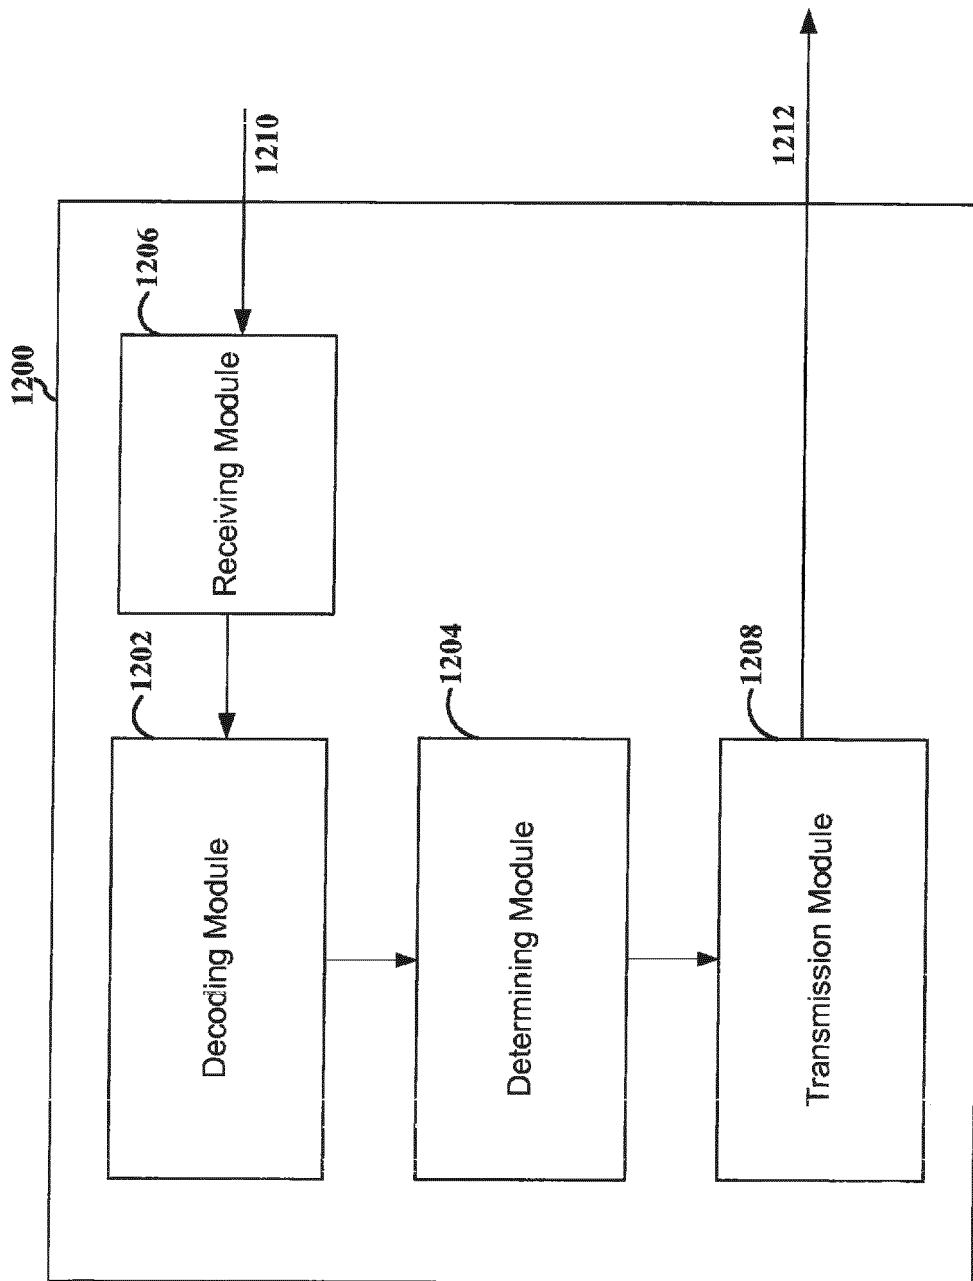 1200
1210
1206
Receiving Module
1202
Decoding Module
1204
Determining Module
1208
Transmission Module
1212